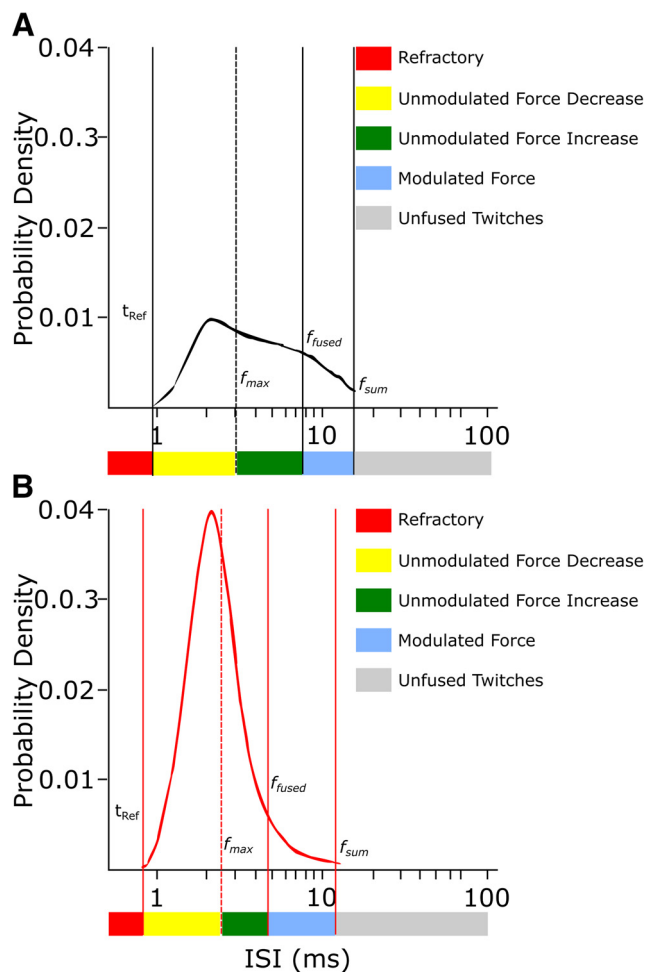 A
0.04
Refractory
Unmodulated Force Decrease
0.03
Unmodulated Force Increase
Modulated Force
0.02
Unfused Twitches
Probability Density
0.01
tRef
ffused
fmax
fsum
1
10
100
B
0.04
Refractory
Unmodulated Force Decrease
0.03
Unmodulated Force Increase
Modulated Force
0.02
Unfused Twitches
Probability Density
0.01
ffused
tRef
fmax
fsum
1
10
100
ISI (ms)